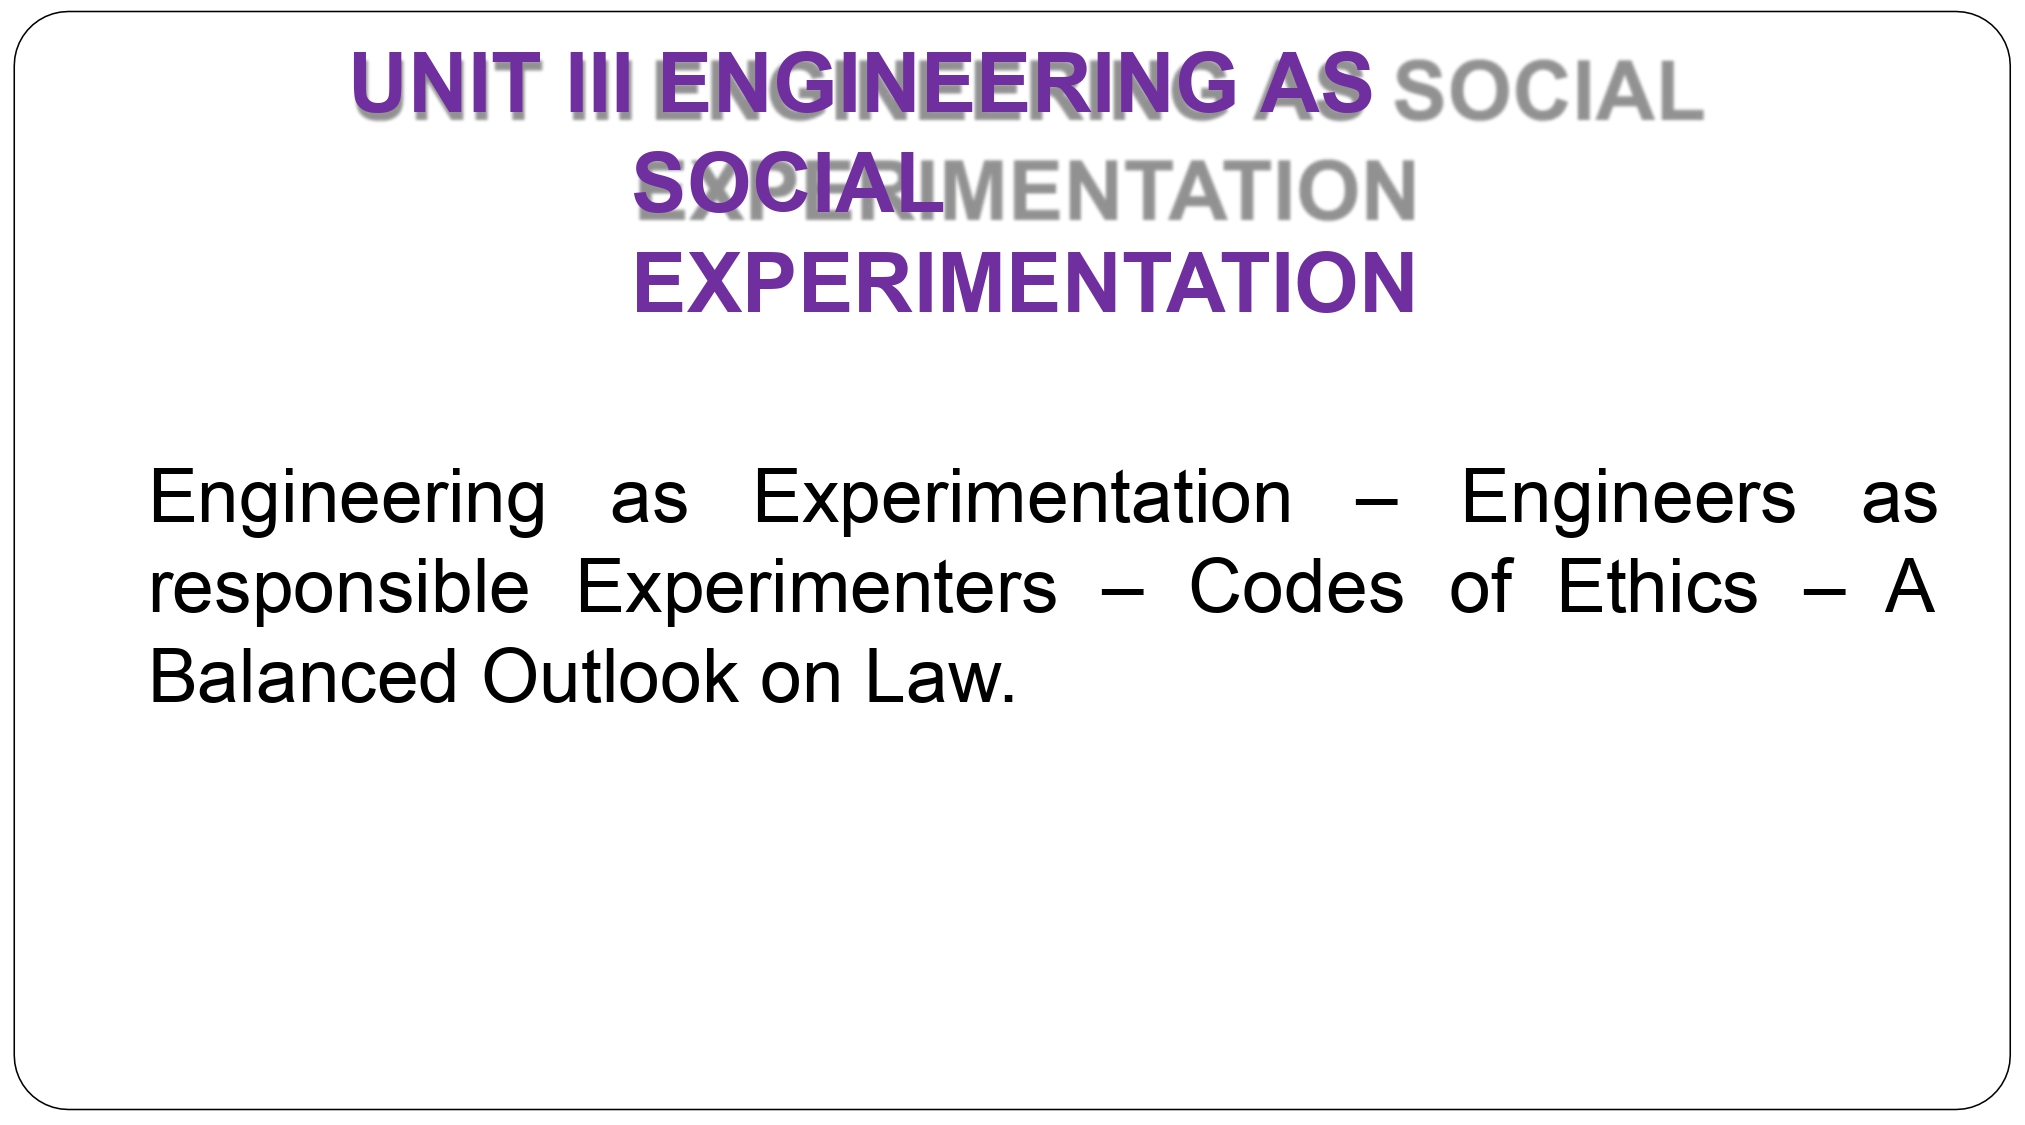 UNIT III ENGINEERING AS
SOCIAL
EXPERIMENTATION
Engineering as Experimentation – Engineers as
responsible Experimenters – Codes of Ethics – A
Balanced Outlook on Law.